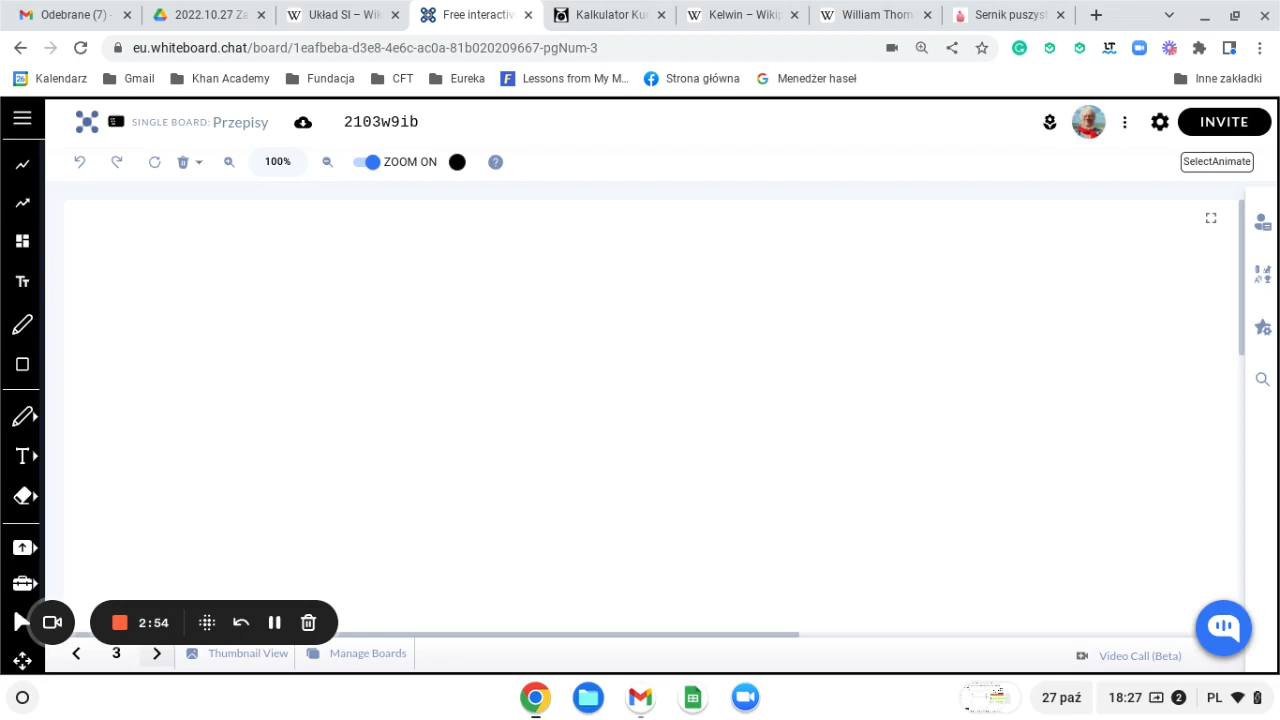 Odebrane (7) -
2022.10.27 Za
Układ SI – Wik
Free interactiv
Kalkulator Ku
Kelwin – Wikip
William Thom
Sernik puszyst
eu.whiteboard.chat/board/1eafbeba-d3e8-4e6c-ac0a-81b020209667-pgNum-3
26 Kalendarz
Gmail
Khan Academy
Fundacja
CFT
Eureka
Lessons from My M...
Strona główna
Menedżer haseł
Inne zakładki
SINGLE BOARD: Przepisy
2103w9ib
INVITE
100%
ZOOM ON
SelectAnimate
2:54
3
Thumbnail View
Manage Boards
Video Call (Beta)
27 paź
18:27
2
PL